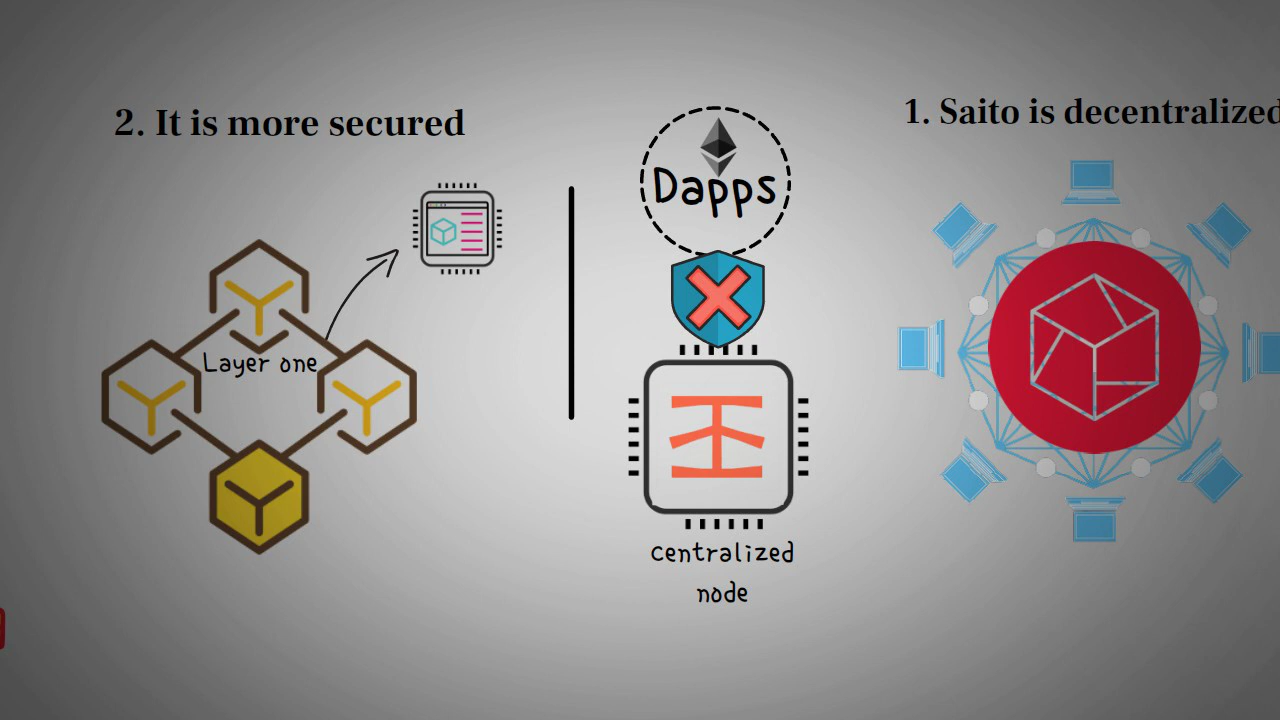 2. It is more secured
Layer one
Dapps
centralized
node
1. Saito is decentralized